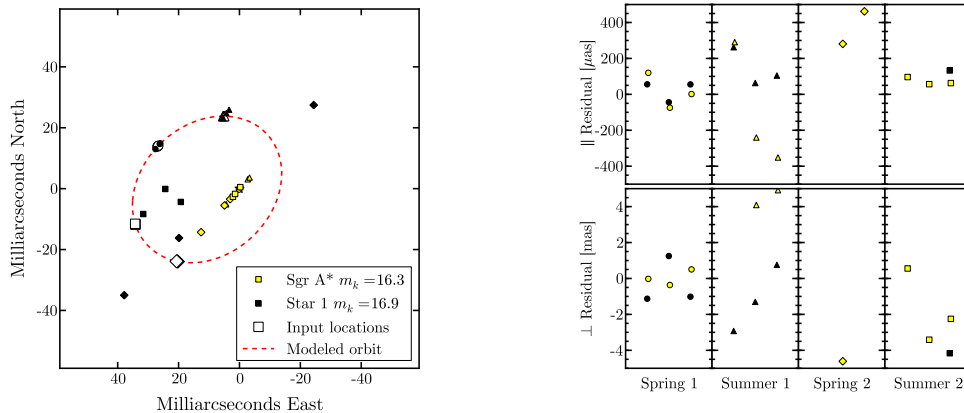 40
20
0
-20
-40
Milliarcseconds North
40 20 0 -20 -40
Milliarcseconds East
Sgr A* m_k =16.3
Star 1 m_k =16.9
Input locations
Modeled orbit
400
200
0
-200
-400
|| Residual [μas]
4
2
0
-2
-4
⊥ Residual [mas]
Spring 1 Summer 1 Spring 2 Summer 2